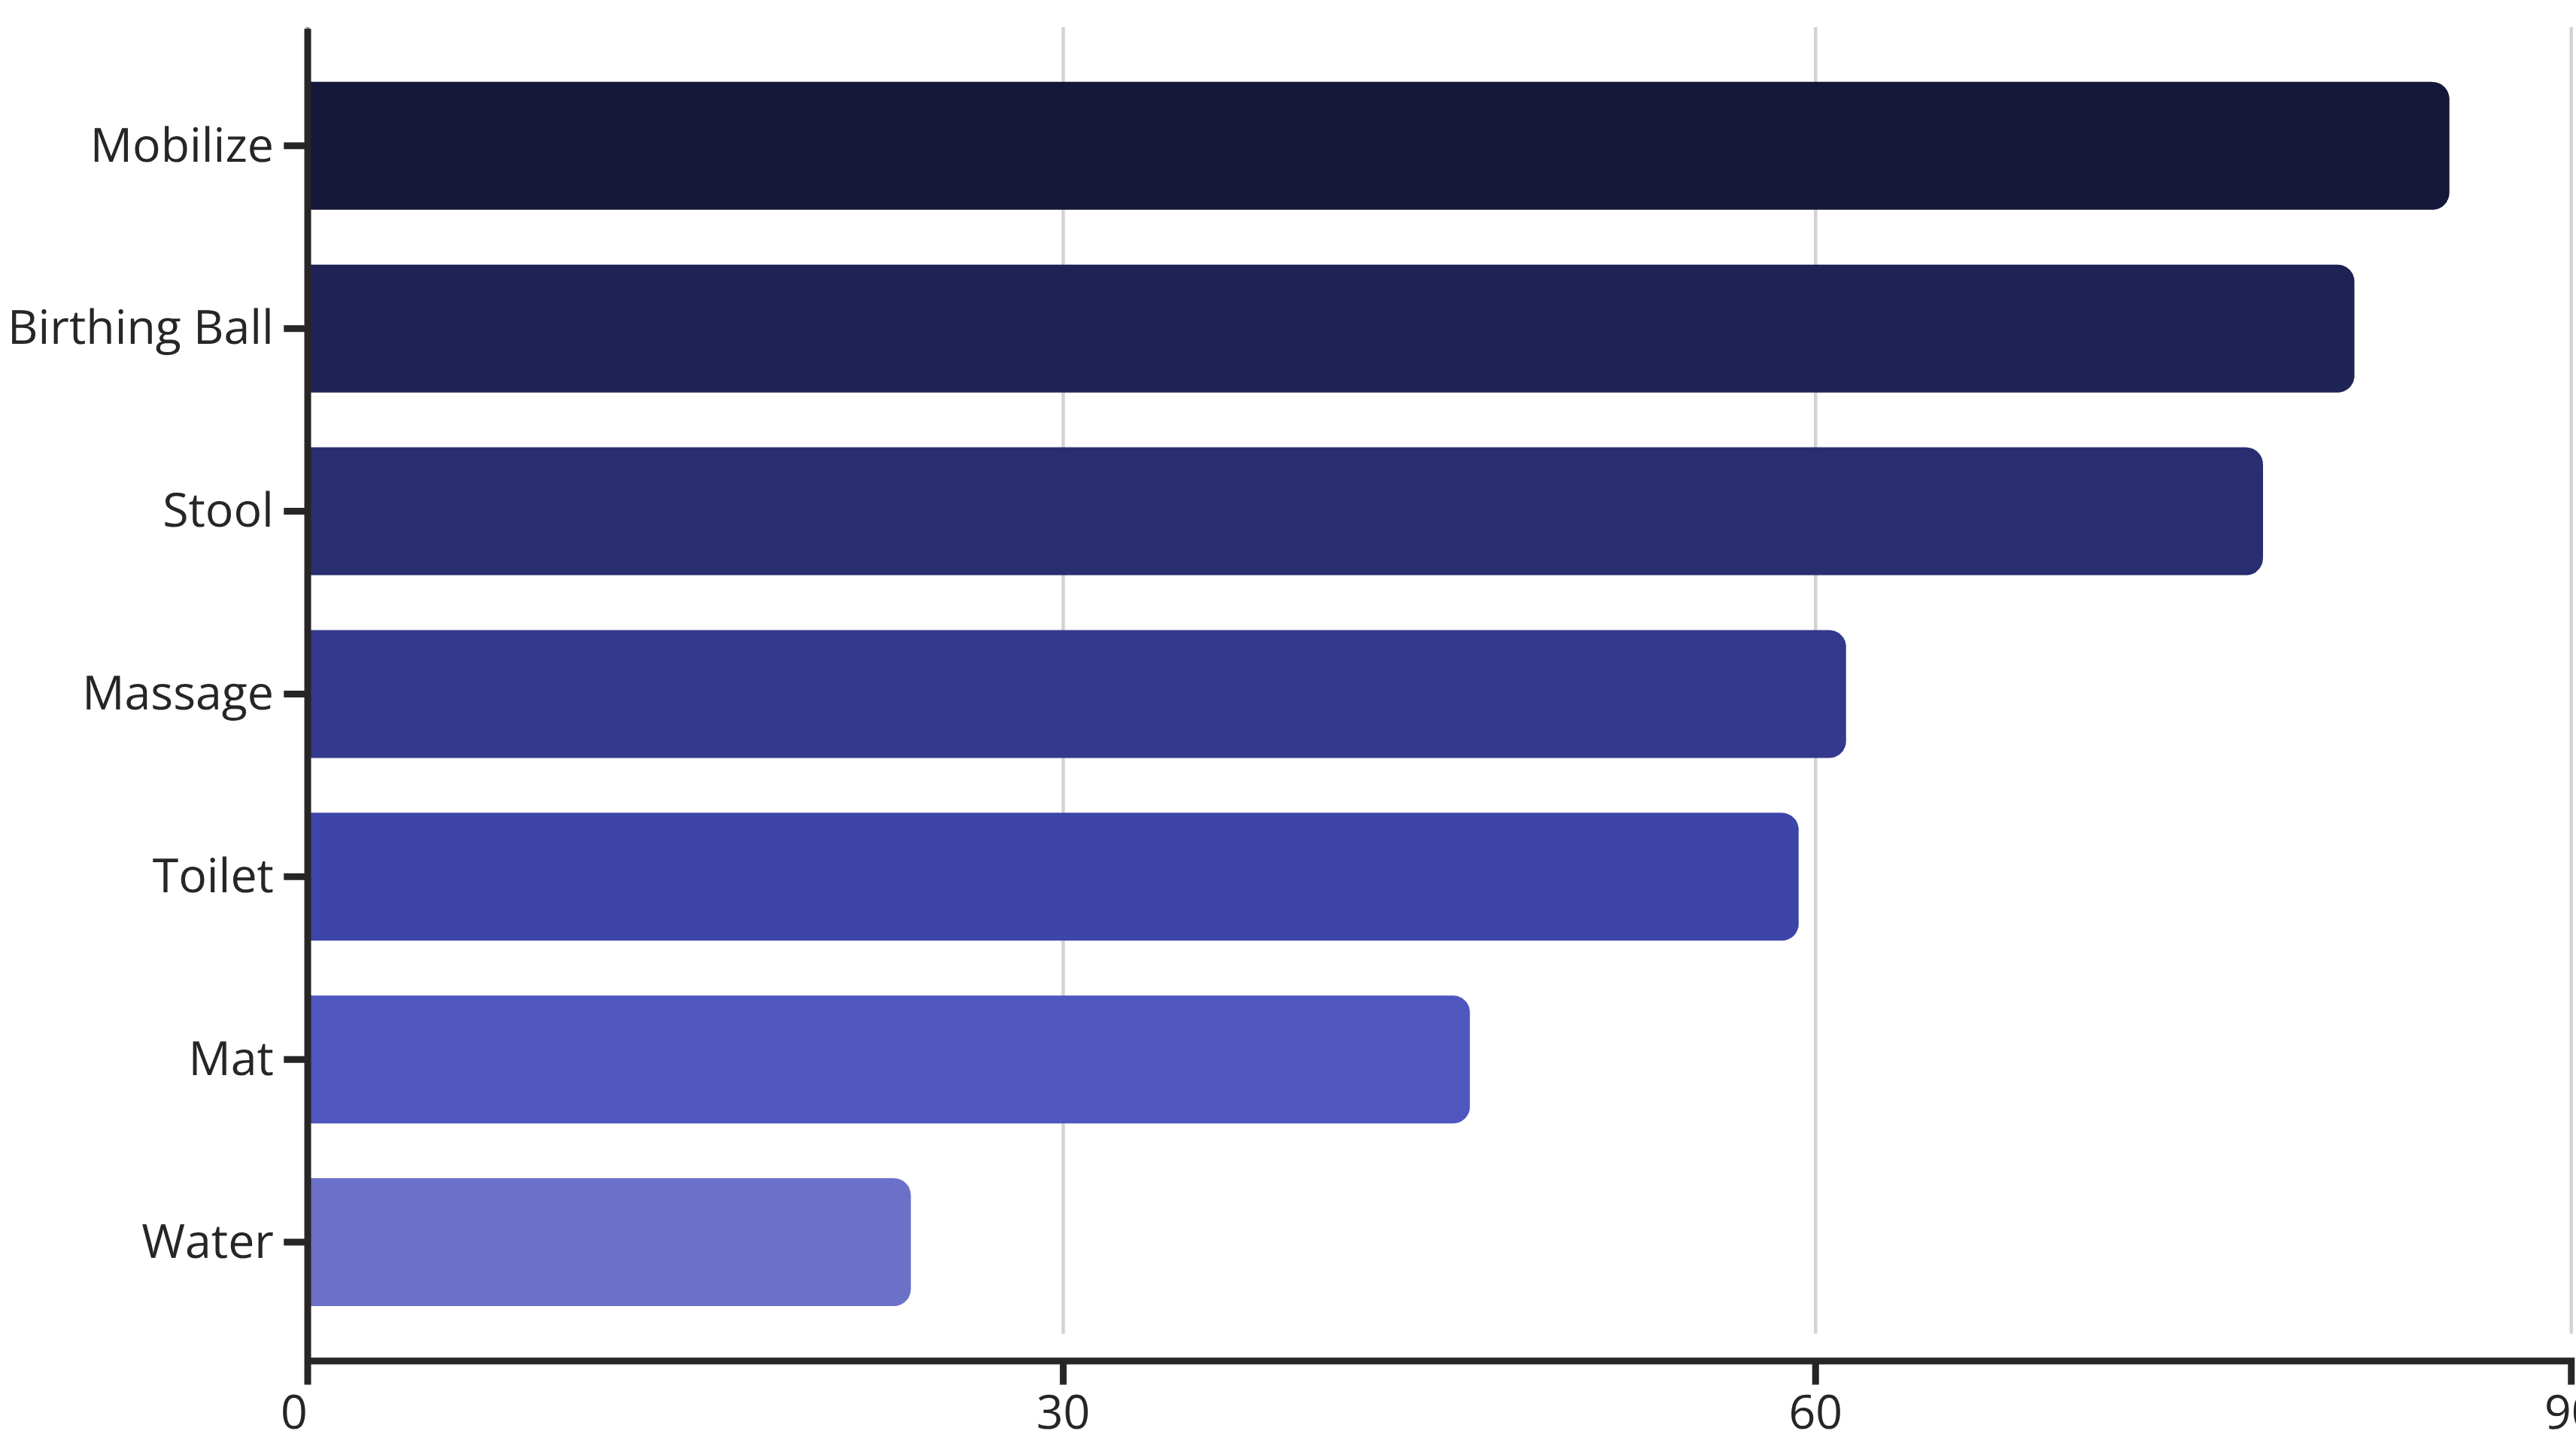 Mobilize
Birthing Ball
Stool
Massage
Toilet
Mat
Water
0 30 60